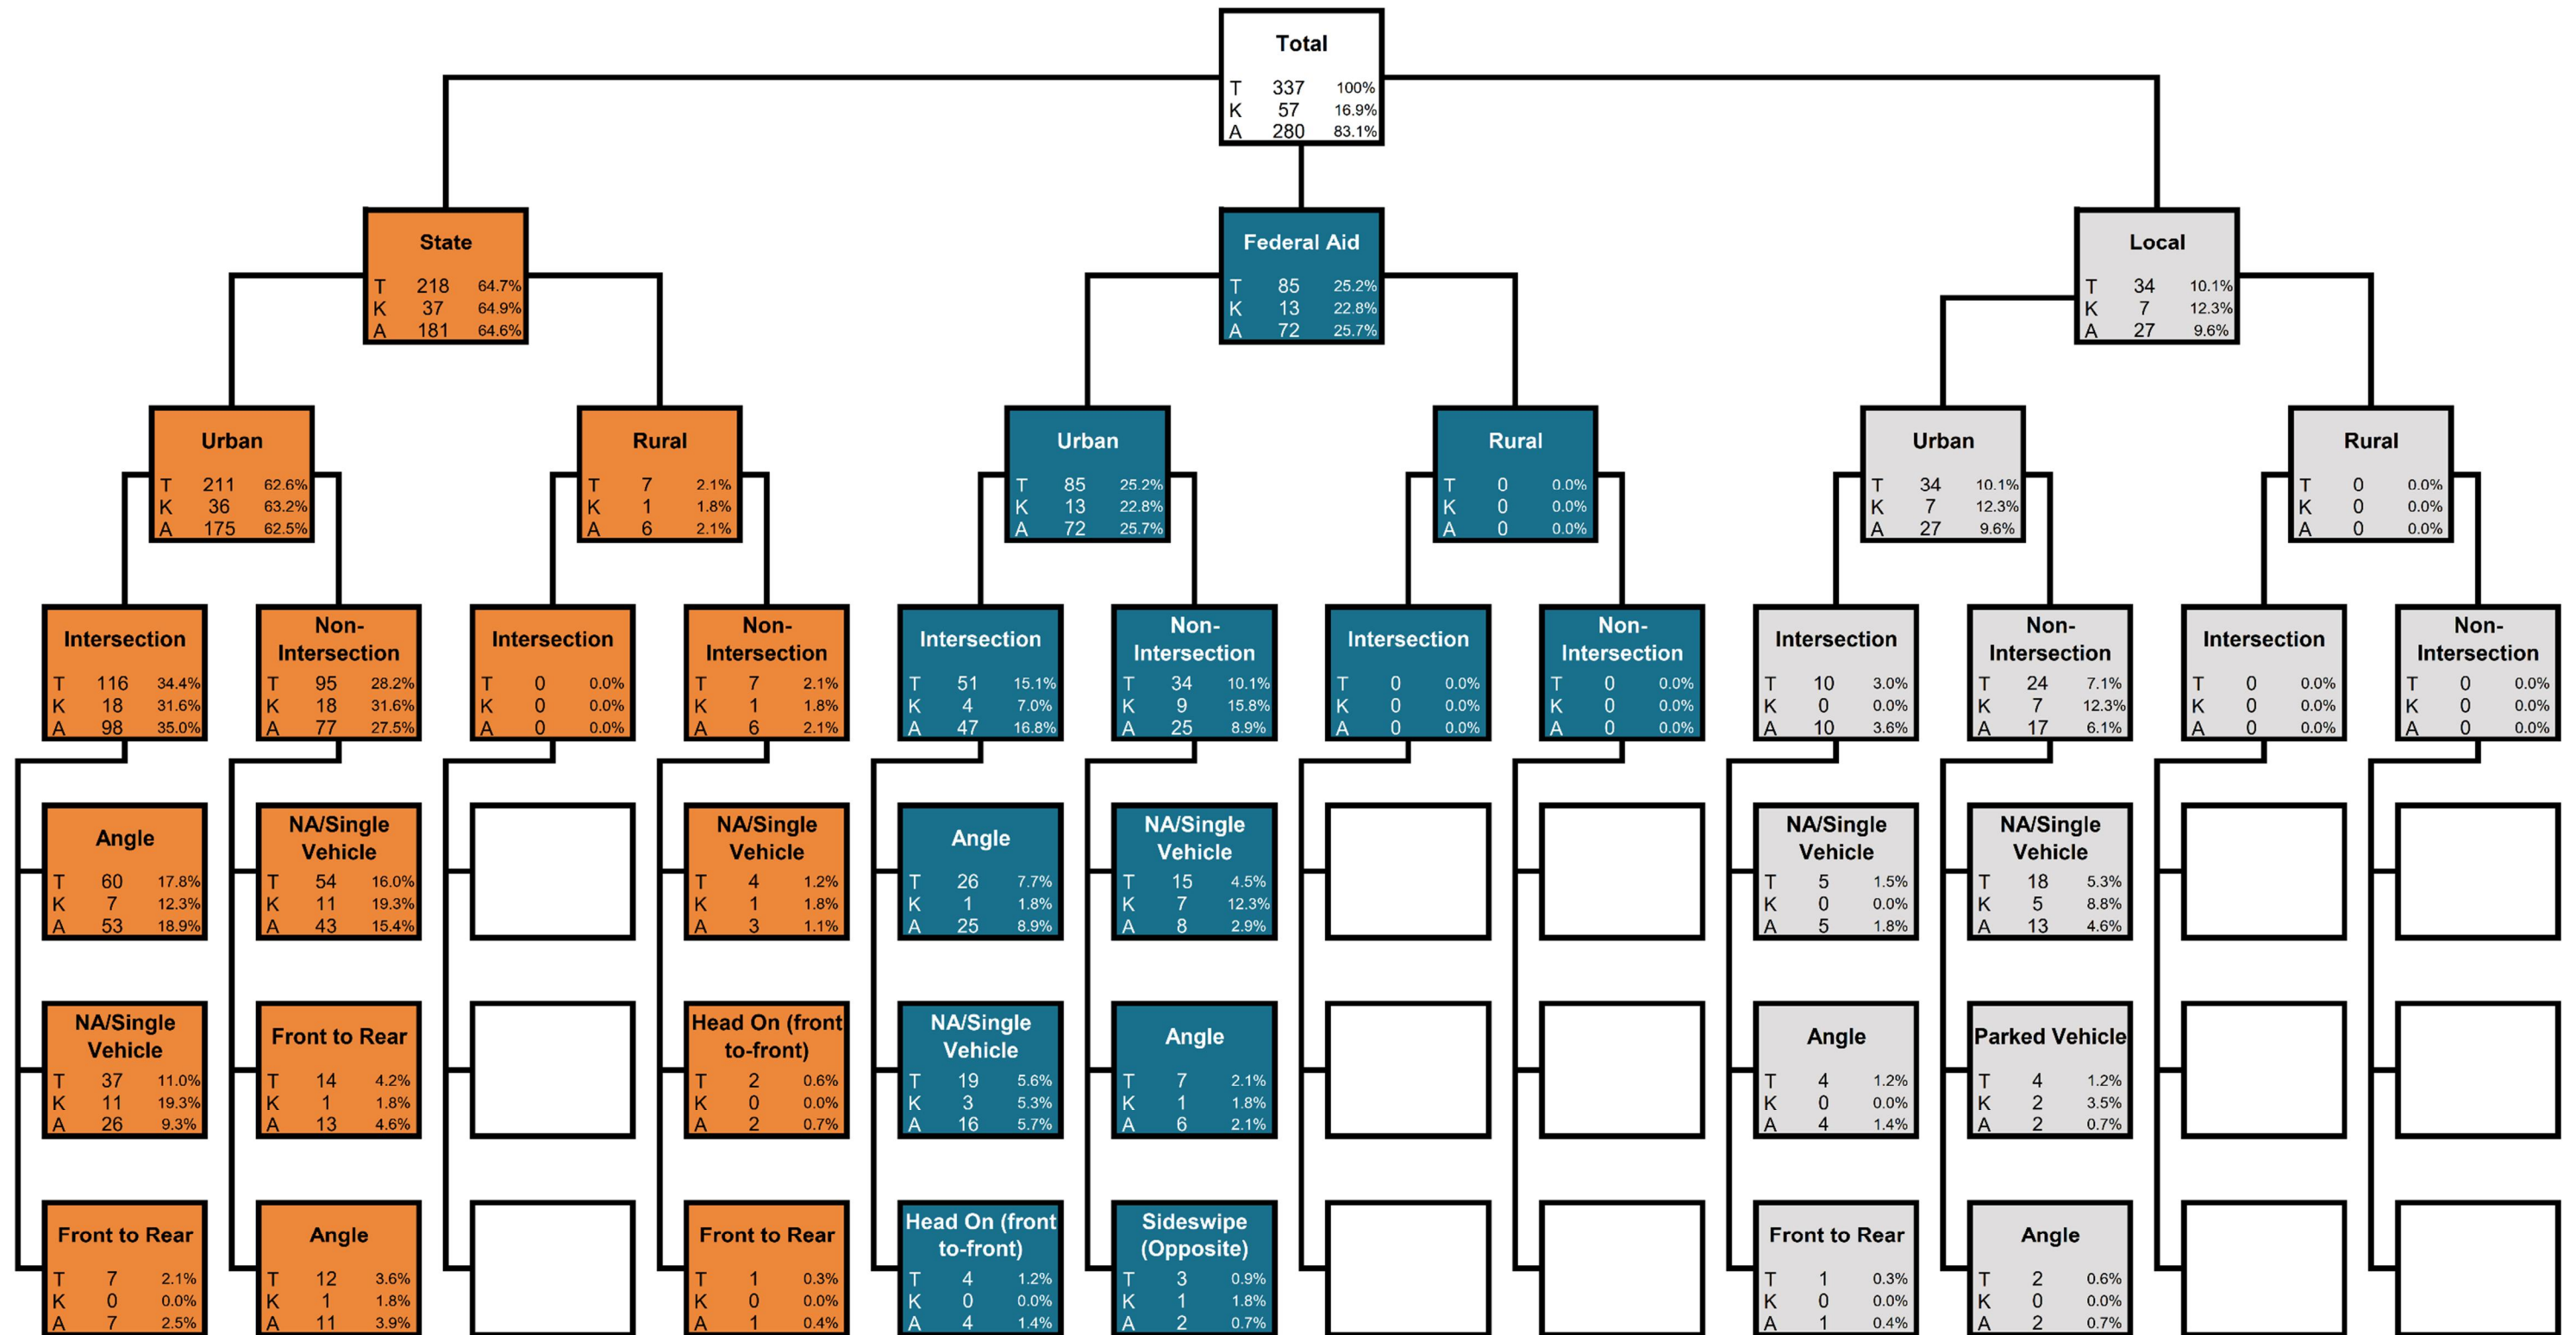 Total
T 337 100%
K 57 16.9%
A 280 83.1%
State
T 218 64.7%
K 37 64.9%
A 181 64.6%
Federal Aid
T 85 25.2%
K 13 22.8%
A 72 25.7%
Local
T 34 10.1%
K 7 12.3%
A 27 9.6%
Urban
T 211 62.6%
K 36 63.2%
A 175 62.5%
Rural
T 7 2.1%
K 1 1.8%
A 6 2.1%
Urban
T 85 25.2%
K 13 22.8%
A 72 25.7%
Rural
T 0 0.0%
K 0 0.0%
A 0 0.0%
Urban
T 34 10.1%
K 7 12.3%
A 27 9.6%
Rural
T 0 0.0%
K 0 0.0%
A 0 0.0%
Intersection
T 116 34.4%
K 18 31.6%
A 98 35.0%
Non-
Intersection
T 95 28.2%
K 18 31.6%
A 77 27.5%
Intersection
T 0 0.0%
K 0 0.0%
A 0 0.0%
Non-
Intersection
T 7 2.1%
K 1 1.8%
A 6 2.1%
Intersection
T 51 15.1%
K 4 7.0%
A 47 16.8%
Non-
Intersection
T 34 10.1%
K 9 15.8%
A 25 8.9%
Intersection
T 0 0.0%
K 0 0.0%
A 0 0.0%
Non-
Intersection
T 0 0.0%
K 0 0.0%
A 0 0.0%
Intersection
T 10 3.0%
K 0 0.0%
A 10 3.6%
Non-
Intersection
T 24 7.1%
K 7 12.3%
A 17 6.1%
Intersection
T 0 0.0%
K 0 0.0%
A 0 0.0%
Non-
Intersection
T 0 0.0%
K 0 0.0%
A 0 0.0%
Angle
T 60 17.8%
K 7 12.3%
A 53 18.9%
NA/Single
Vehicle
T 54 16.0%
K 11 19.3%
A 43 15.4%
NA/Single
Vehicle
T 4 1.2%
K 1 1.8%
A 3 1.1%
Angle
T 26 7.7%
K 1 1.8%
A 25 8.9%
NA/Single
Vehicle
T 15 4.5%
K 7 12.3%
A 8 2.9%
NA/Single
Vehicle
T 5 1.5%
K 0 0.0%
A 5 1.8%
NA/Single
Vehicle
T 18 5.3%
K 5 8.8%
A 13 4.6%
NA/Single
Vehicle
T 37 11.0%
K 11 19.3%
A 26 9.3%
Front to Rear
T 14 4.2%
K 1 1.8%
A 13 4.6%
Head On (front
to-front)
T 2 0.6%
K 0 0.0%
A 2 0.7%
NA/Single
Vehicle
T 19 5.6%
K 3 5.3%
A 16 5.7%
Angle
T 7 2.1%
K 1 1.8%
A 6 2.1%
Angle
T 4 1.2%
K 0 0.0%
A 4 1.4%
Parked Vehicle
T 4 1.2%
K 2 3.5%
A 2 0.7%
Front to Rear
T 7 2.1%
K 0 0.0%
A 7 2.5%
Angle
T 12 3.6%
K 1 1.8%
A 11 3.9%
Front to Rear
T 1 0.3%
K 0 0.0%
A 1 0.4%
Head On (front
to-front)
T 4 1.2%
K 0 0.0%
A 4 1.4%
Sideswipe
(Opposite)
T 3 0.9%
K 1 1.8%
A 2 0.7%
Front to Rear
T 1 0.3%
K 0 0.0%
A 1 0.4%
Angle
T 2 0.6%
K 0 0.0%
A 2 0.7%